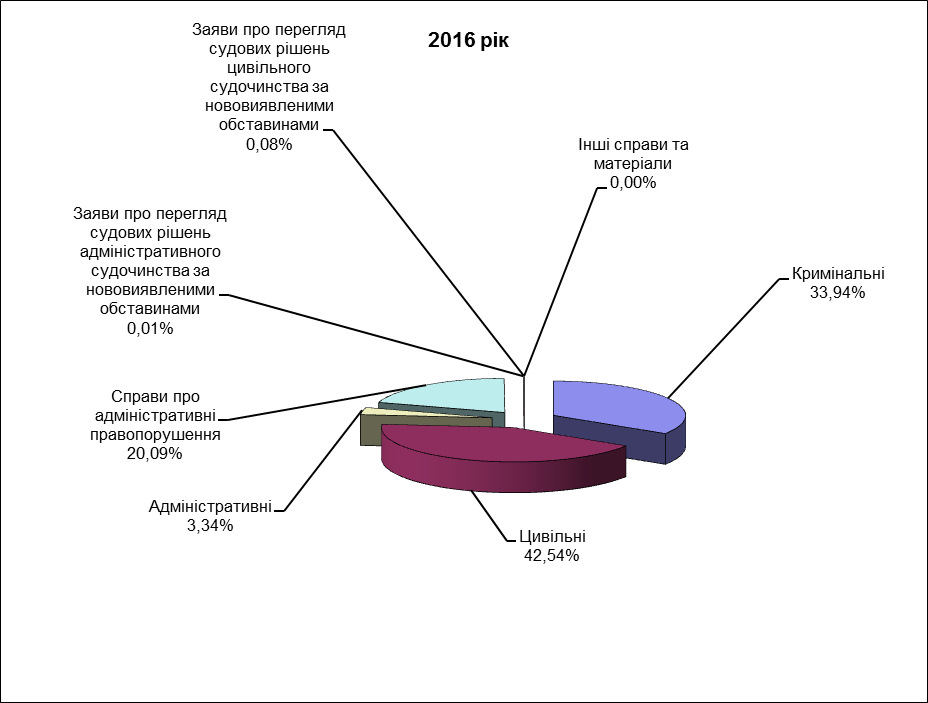 2016 рік
Заяви про перегляд
судових рішень
цивільного
судочинства за
нововиявленими
обставинами
0,08%
Інші справи та
матеріали
0,00%
Заяви про перегляд
судових рішень
адміністративного
судочинства за
нововиявленими
обставинами
0,01%
Кримінальні
33,94%
Справи про
адміністративні
правопорушення
20,09%
Адміністративні
3,34%
Цивільні
42,54%